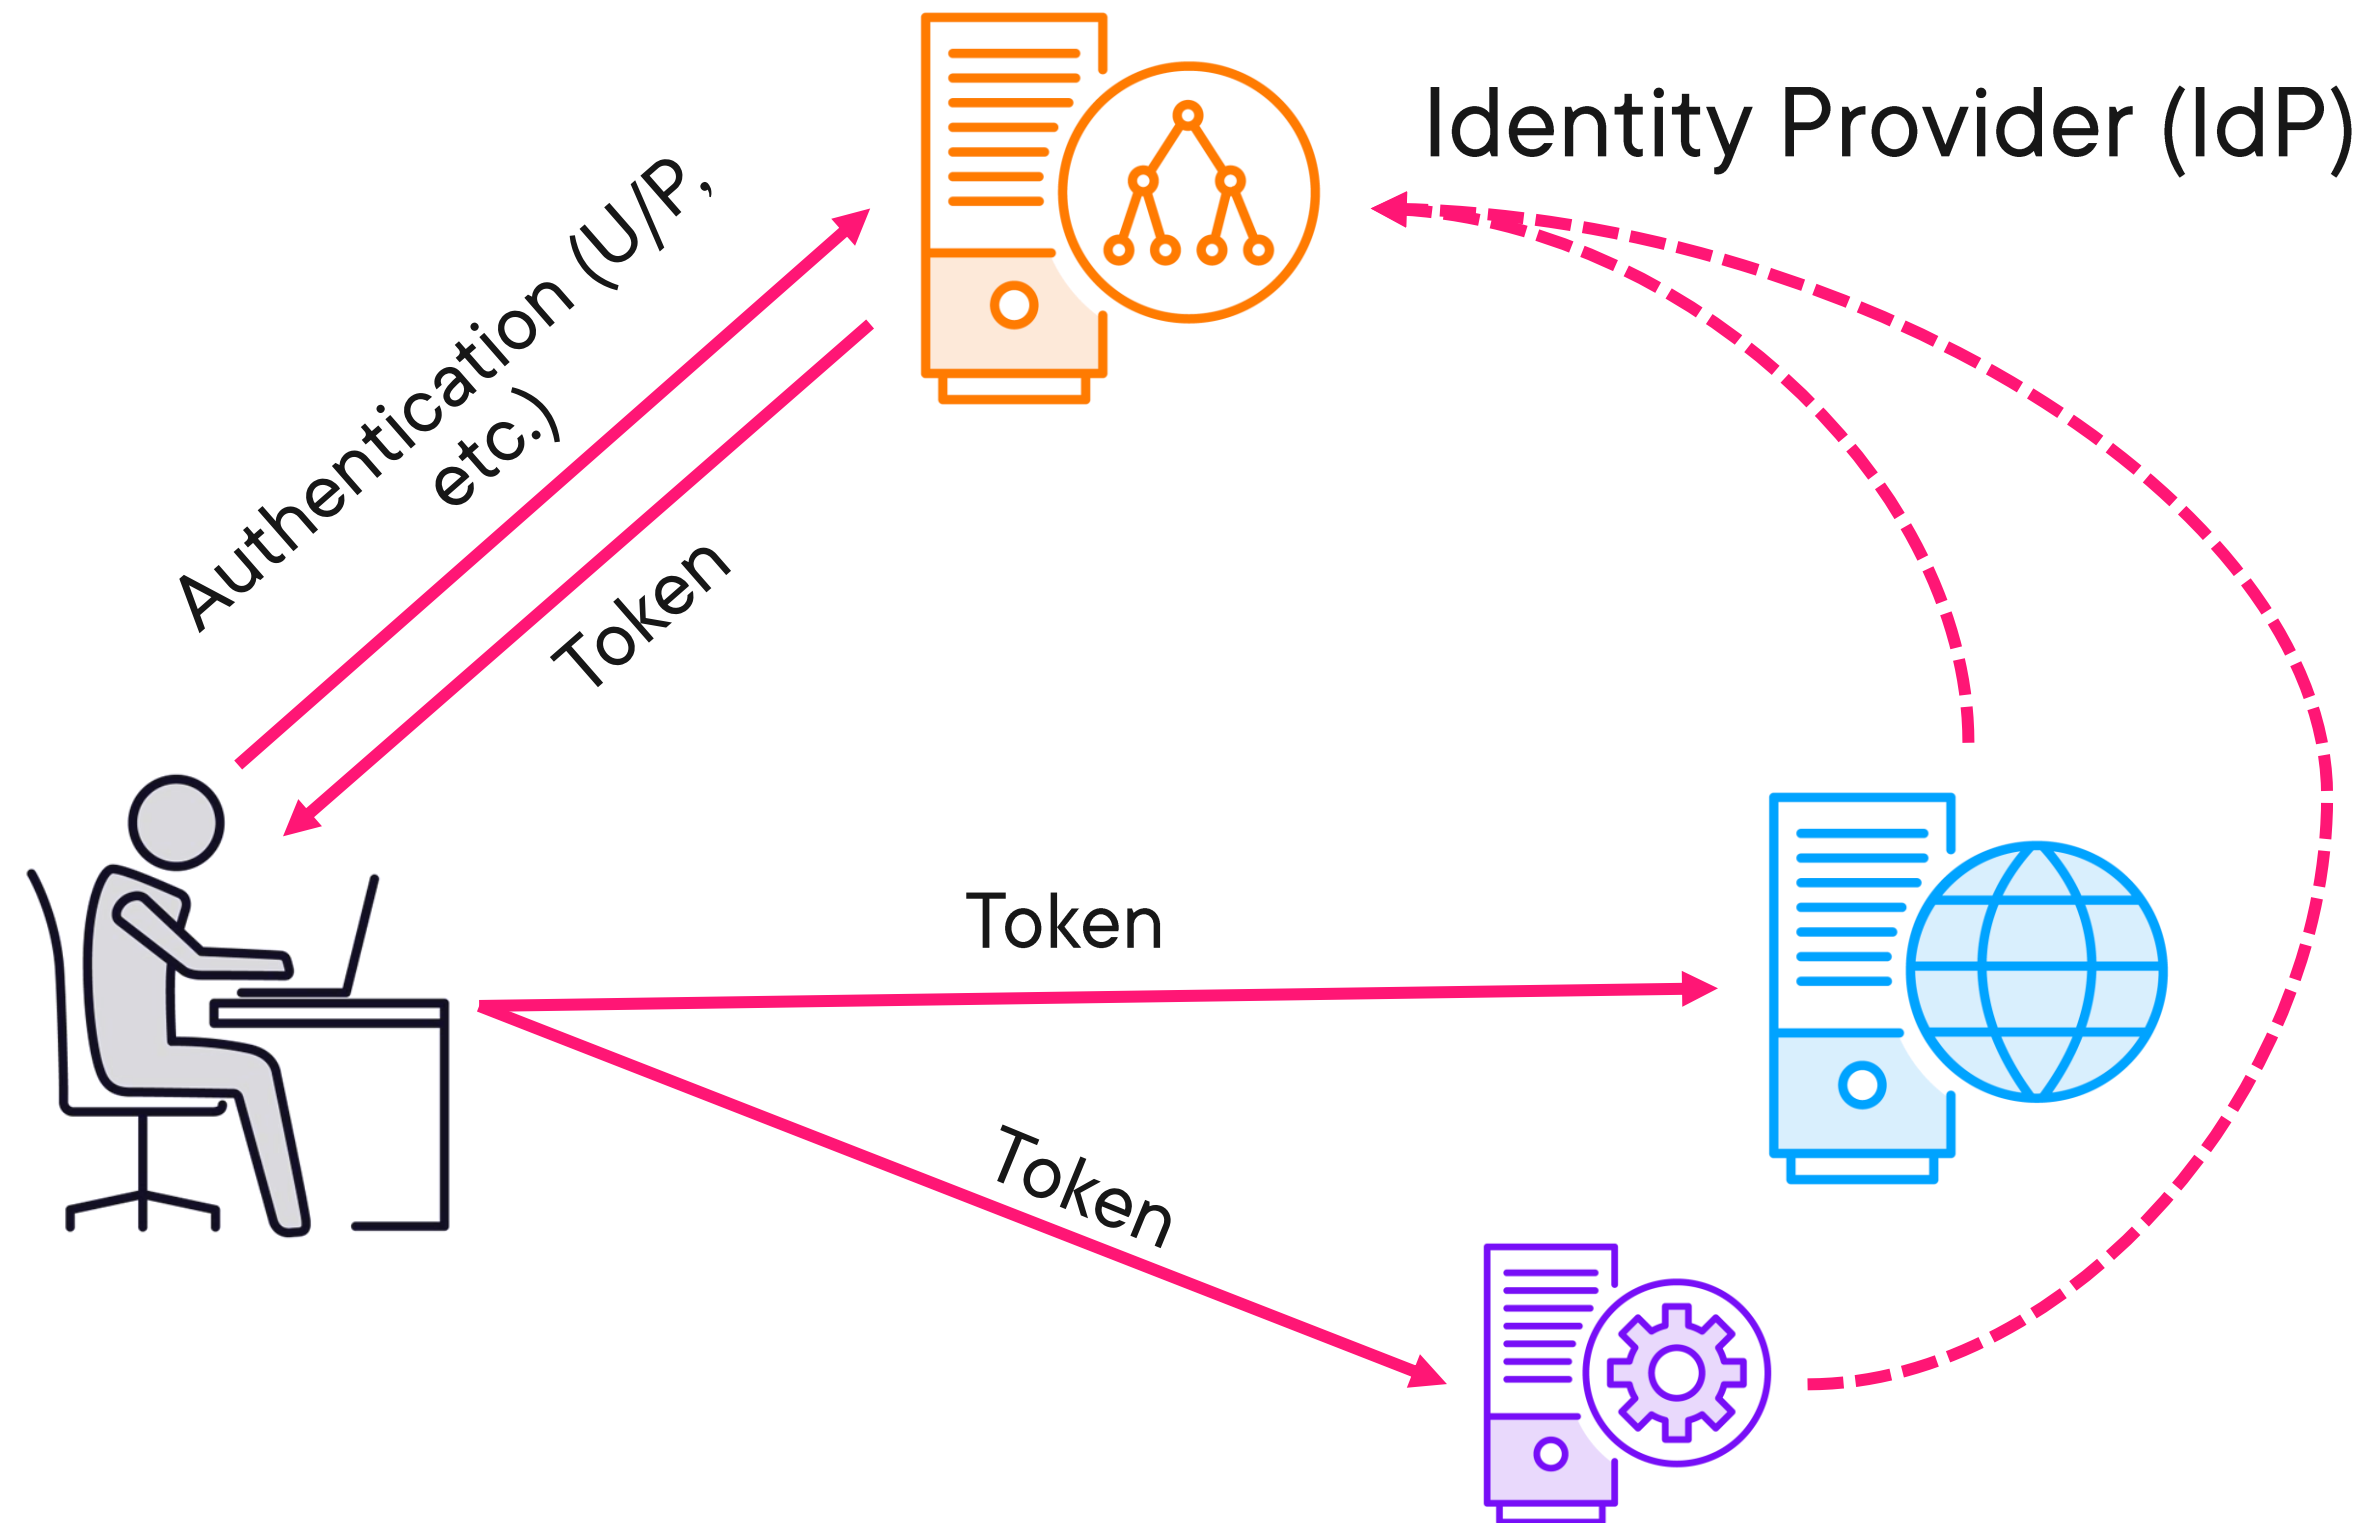 Identity Provider (IdP)
Authentication (U/P,
etc.)
Token
Token
Token